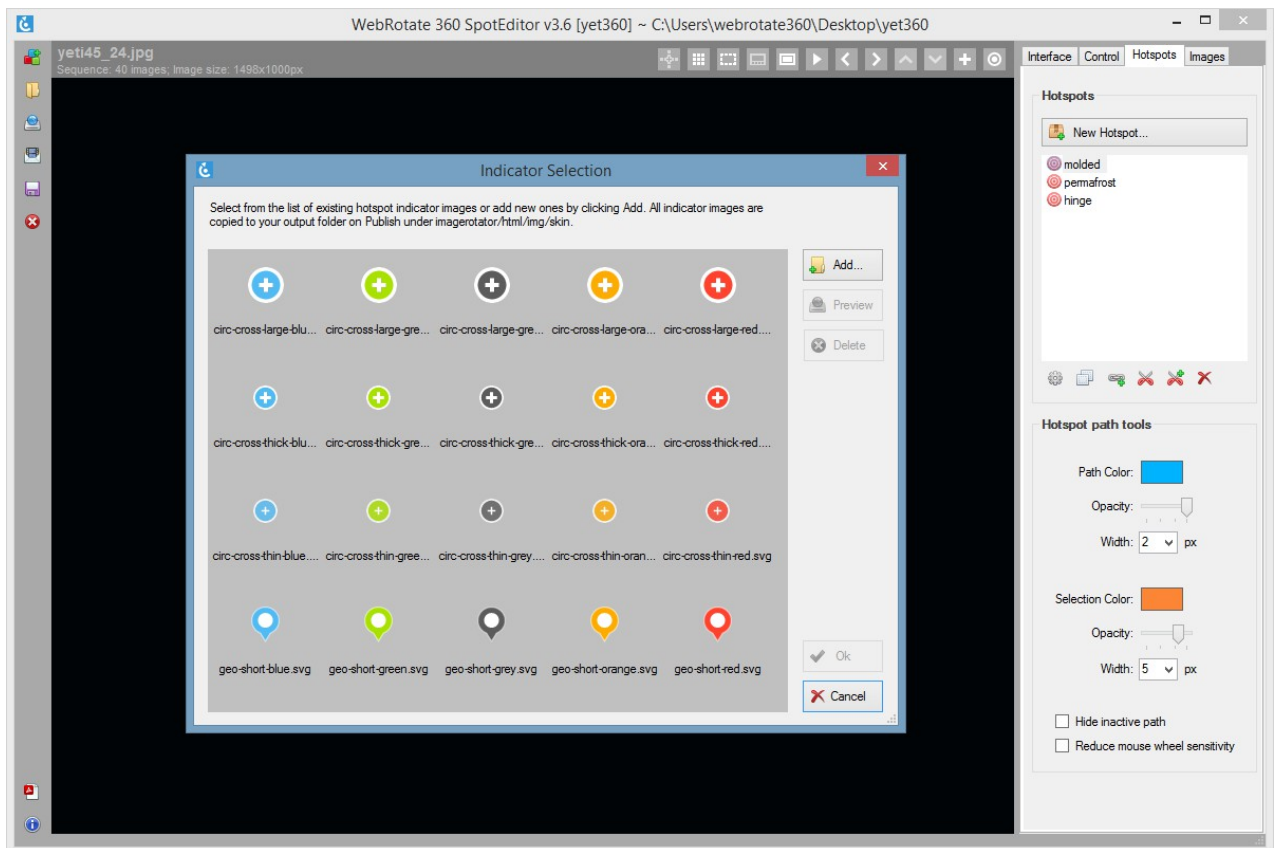 WebRotate 360 SpotEditor v3.6 [yet360] ~ C:\Users\webrotate360\Desktop\yet360
yeti45_24.jpg
Sequence: 40 images; Image size: 1498x1000px
Interface Control Hotspots Images
Hotspots
New Hotspot...
molded
permafrost
hinge
Indicator Selection
Select from the list of existing hotspot indicator images or add new ones by clicking Add. All indicator images are
copied to your output folder on Publish under imagerotator/html/img/skin.
Add...
Preview
Delete
circ-cross-large-blu... circ-cross-large-gre... circ-cross-large-gre... circ-cross-large-ora... circ-cross-large-red....
circ-cross-thick-blu... circ-cross-thick-gre... circ-cross-thick-gre... circ-cross-thick-ora... circ-cross-thick-red....
circ-cross-thin-blue.... circ-cross-thin-gree... circ-cross-thin-grey.... circ-cross-thin-oran... circ-cross-thin-red.svg
geo-short-blue.svg geo-short-green.svg geo-short-grey.svg geo-short-orange.svg geo-short-red.svg
Ok
Cancel
Hotspot path tools
Path Color:
Opacity:
Width: 2 px
Selection Color:
Opacity:
Width: 5 px
Hide inactive path
Reduce mouse wheel sensitivity